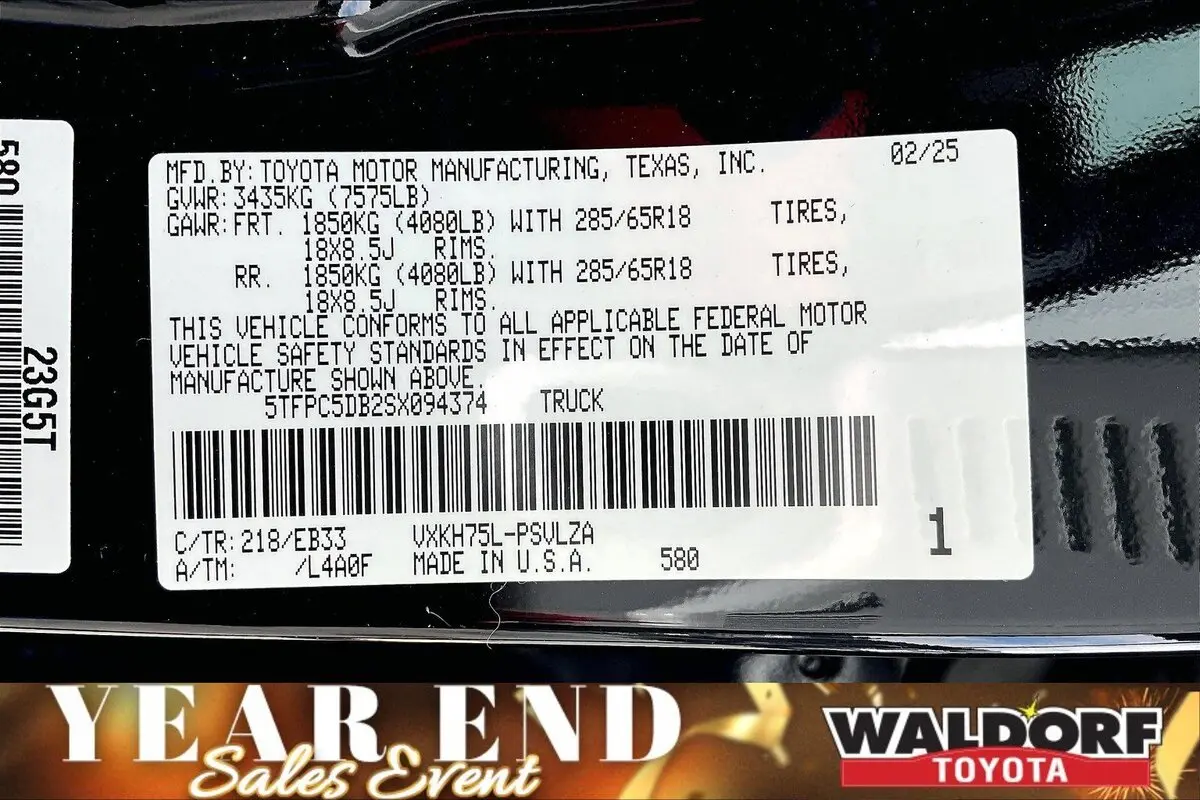 580
23G5T
MFD.BY: TOYOTA MOTOR MANUFACTURING, TEXAS, INC. 02/25
GVWR: 3435KG (7575LB)
GAWR: FRT. 1850KG (4080LB) WITH 285/65R18 TIRES,
18X8.5J RIMS.
RR. 1850KG (4080LB) WITH 285/65R18 TIRES,
18X8.5J RIMS.
THIS VEHICLE CONFORMS TO ALL APPLICABLE FEDERAL MOTOR
VEHICLE SAFETY STANDARDS IN EFFECT ON THE DATE OF
MANUFACTURE SHOWN ABOVE.
5TFPC5DB2SX094374 TRUCK
C/TR: 218/EB33 VXKH75L-PSVLZA
A/TM: /L4A0F MADE IN U.S.A. 580
1
YEAR END
Sales Event
WALDORF
TOYOTA